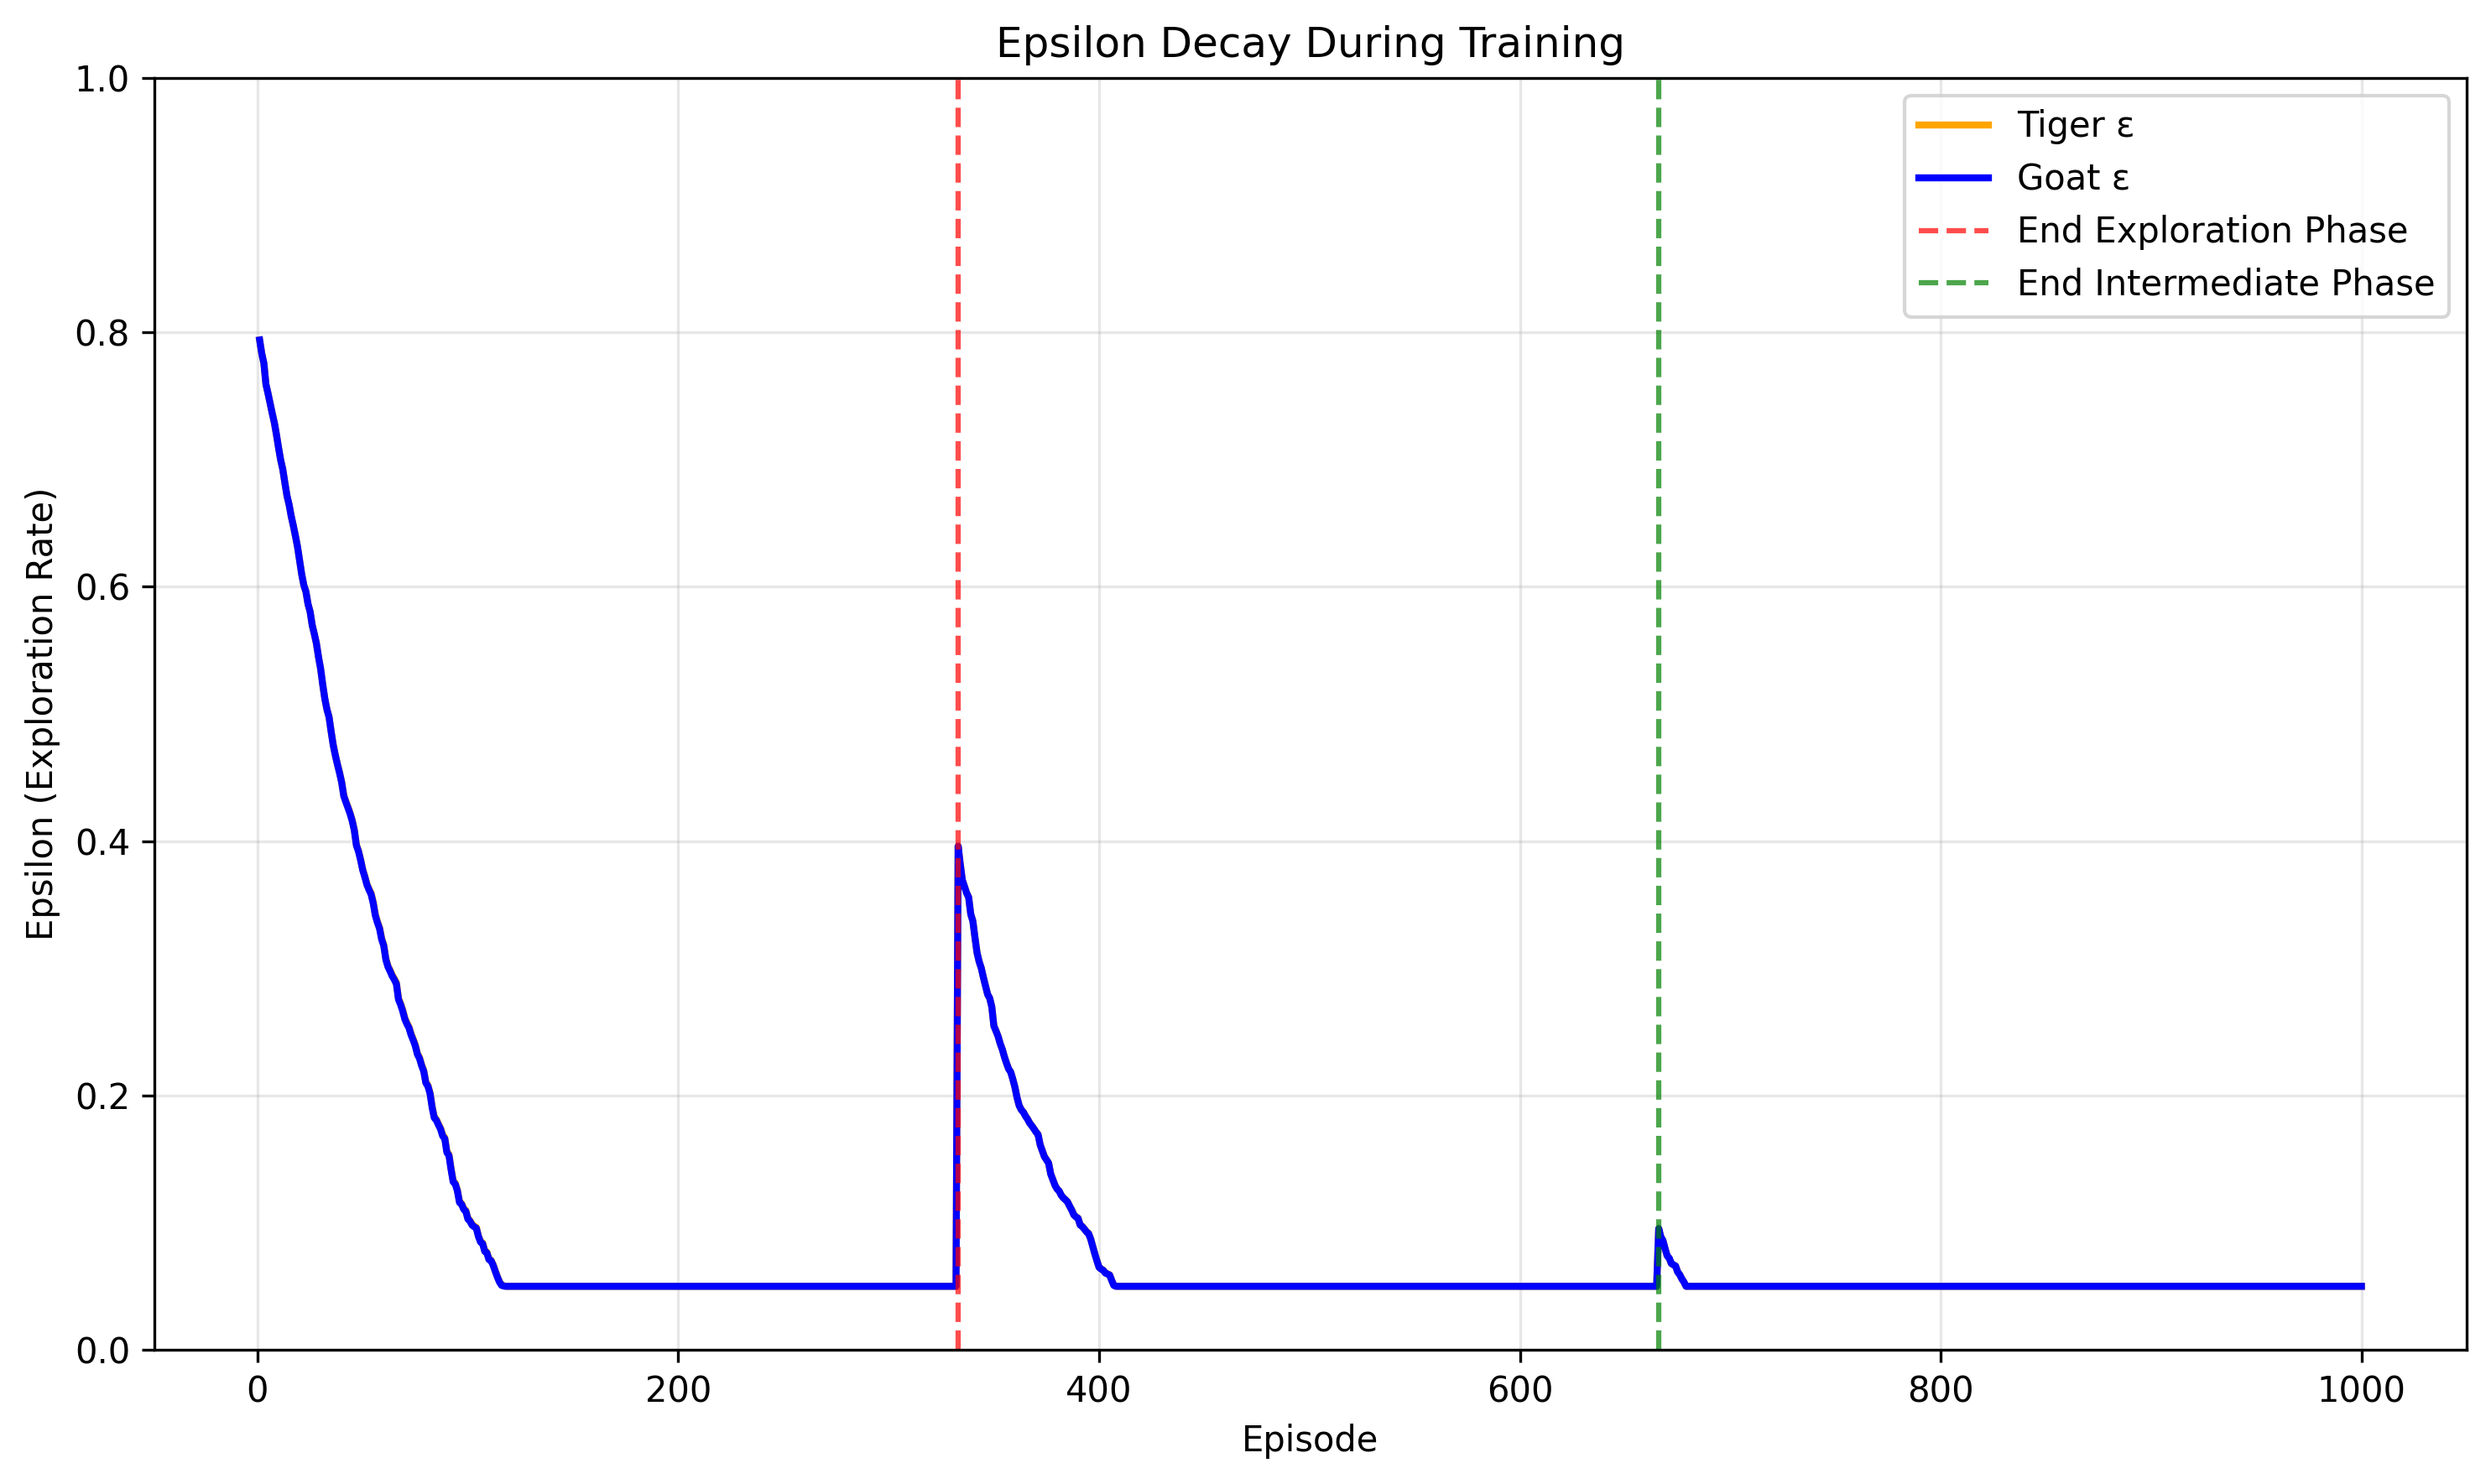 Epsilon Decay During Training
Epsilon (Exploration Rate)
1.0
0.8
0.6
0.4
0.2
0.0
Tiger ε
Goat ε
End Exploration Phase
End Intermediate Phase
0 200 400 600 800 1000
Episode